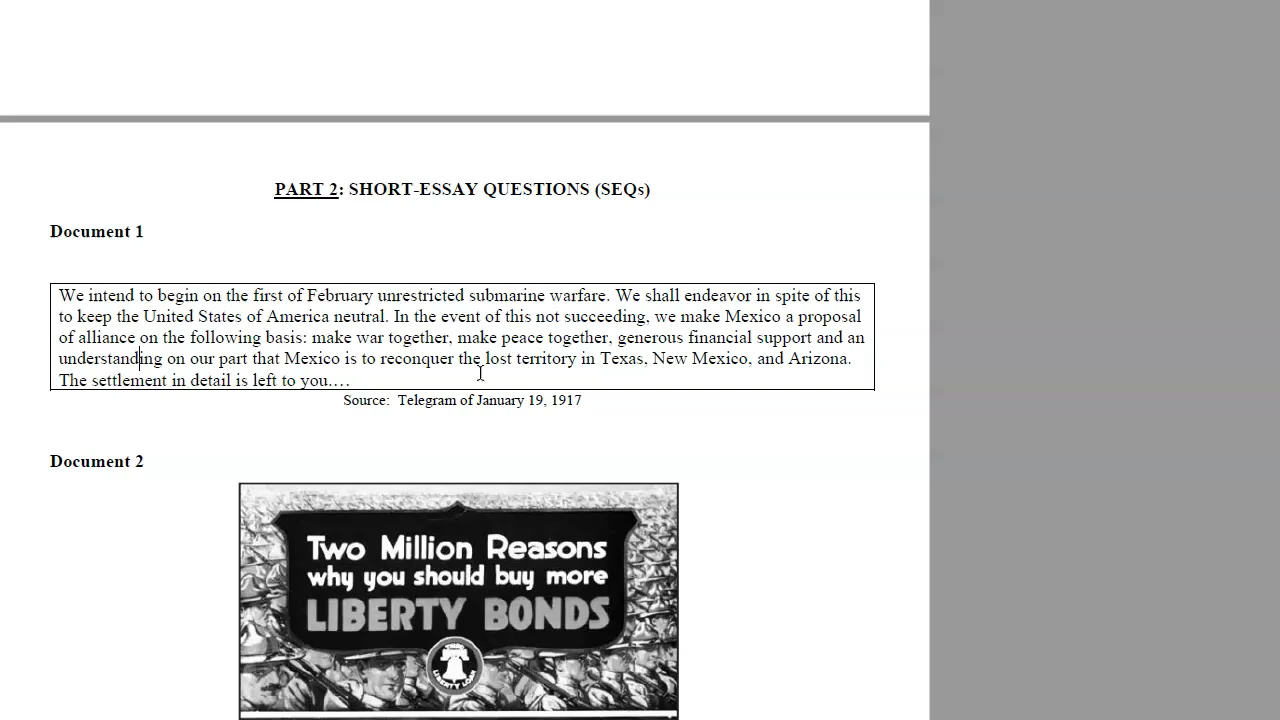 PART 2: SHORT-ESSAY QUESTIONS (SEQs)
Document 1
We intend to begin on the first of February unrestricted submarine warfare. We shall endeavor in spite of this
to keep the United States of America neutral. In the event of this not succeeding, we make Mexico a proposal
of alliance on the following basis: make war together, make peace together, generous financial support and an
understanding on our part that Mexico is to reconquer the lost territory in Texas, New Mexico, and Arizona.
The settlement in detail is left to you.…
Source: Telegram of January 19, 1917
Document 2
Two Million Reasons
why you should buy more
LIBERTY BONDS
LIBERTY LOAN